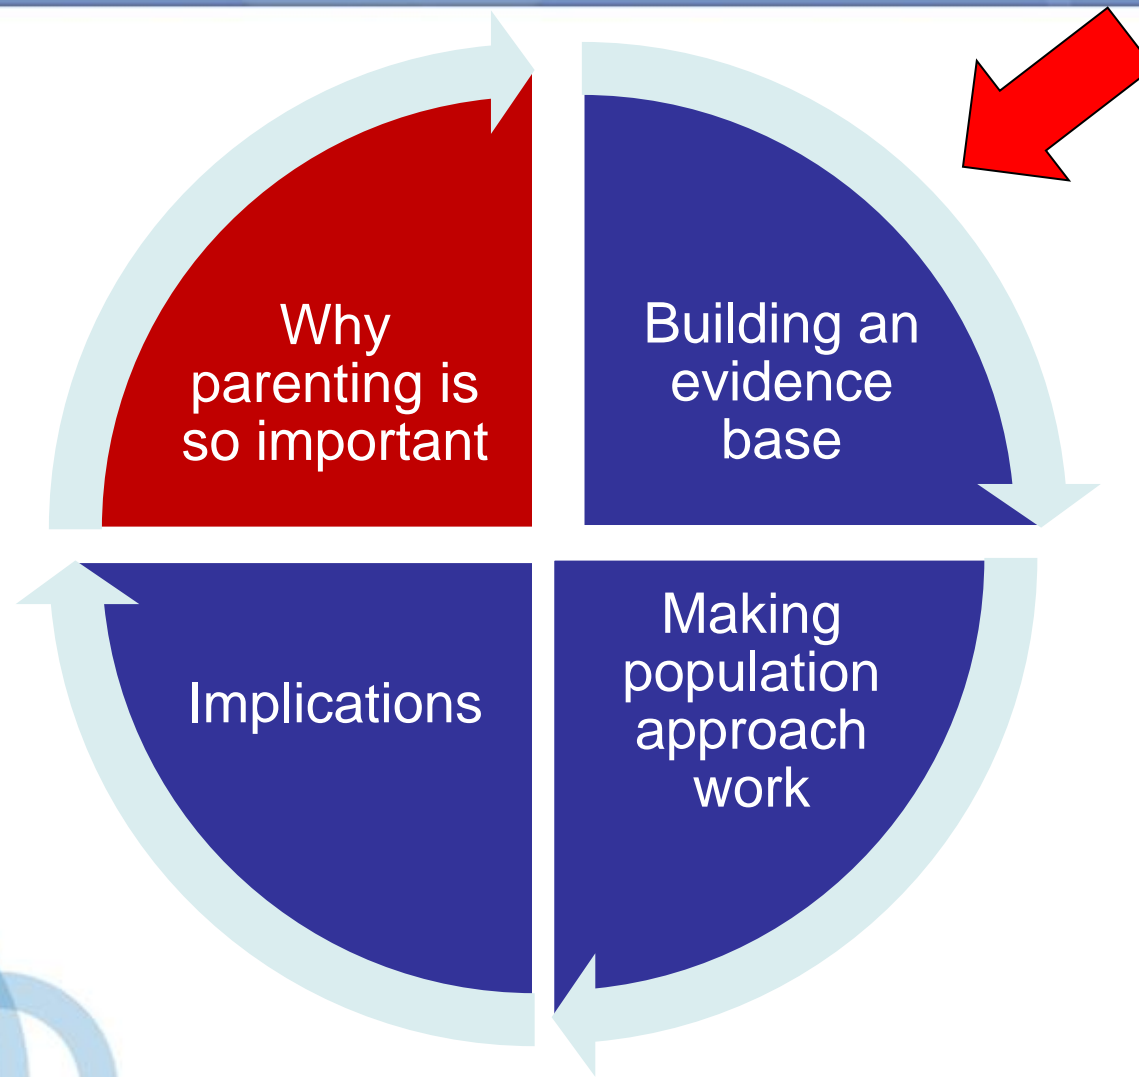 Why
parenting is
so important
Building an
evidence
base
Making
population
approach
work
Implications